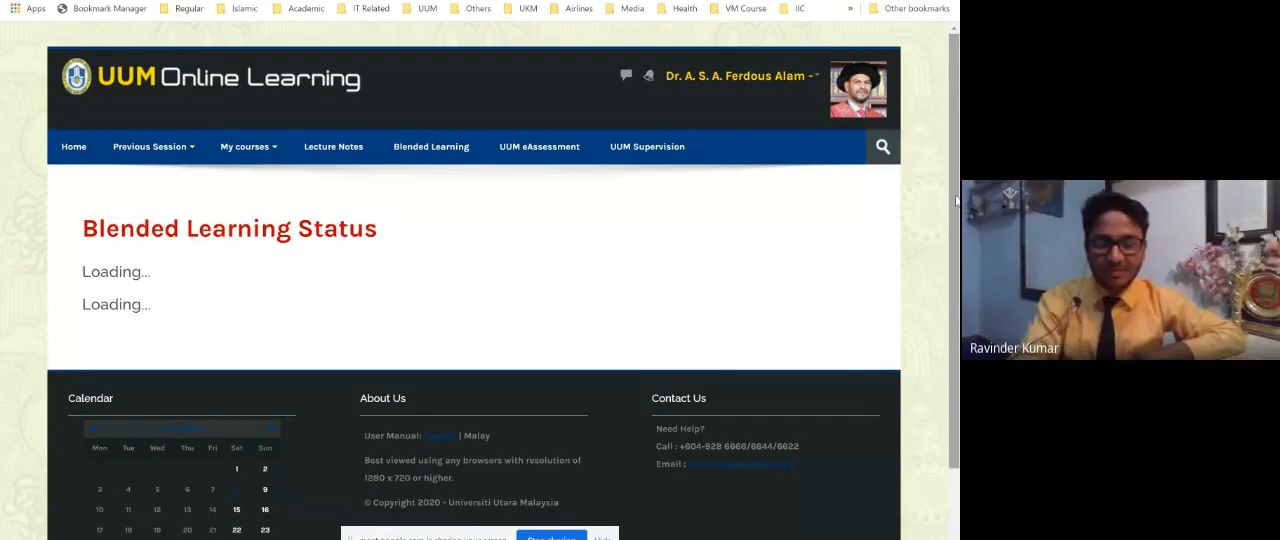 Apps Bookmark Manager Regular Islamic Academic IT Related UUM Others UKM Airlines Media Health VM Course IIC » Other bookmarks
UUM Online Learning
Dr. A. S. A. Ferdous Alam -
Home Previous Session My courses Lecture Notes Blended Learning UUM eAssessment UUM Supervision
Blended Learning Status
Loading...
Loading...
Ravinder Kumar
Calendar
Mon Tue Wed Thu Fri Sat Sun
1 2
3 4 5 6 7 9
10 11 12 13 14 15 16
17 18 19 20 21 22 23
About Us
User Manual: | Malay
Best viewed using any browsers with resolution of
1280 x 720 or higher.
© Copyright 2020 - Universiti Utara Malaysia
Contact Us
Need Help?
Call : +604-928 6666/6644/6622
Email :
Stop sharing Hide